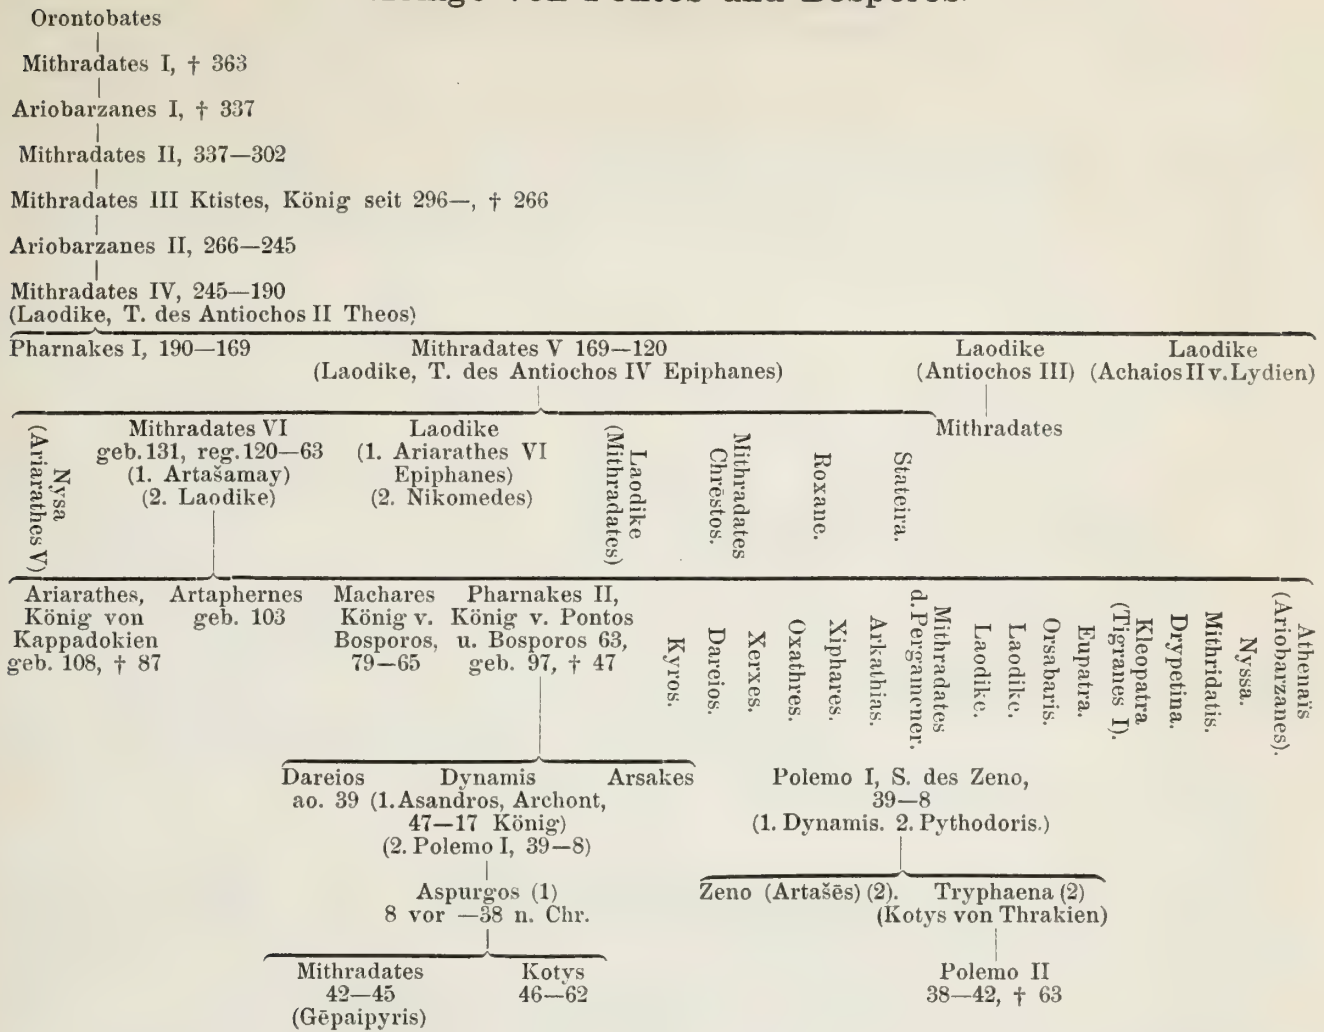 von Pontos und Bosporos.
Orontobates
Mithradates I, † 363
Ariobarzanes I, † 337
Mithradates II, 337—302
Mithradates III Ktistes, König seit 296—, † 266
Ariobarzanes II, 266—245
Mithradates IV, 245—190
(Laodike, T. des Antiochos II Theos)
Pharnakes I, 190—169
Mithradates V 169—120
(Laodike, T. des Antiochos IV Epiphanes)
Laodike
(Antiochos III)
Laodike
(Achaios II v. Lydien)
Nysa
(Ariarathes V)
Mithradates VI
geb. 131, reg. 120—63
(1. Artašamay)
(2. Laodike)
Laodike
(1. Ariarathes VI
Epiphanes)
(2. Nikomedes)
Laodike
(Mithradates)
Mithradates
Chrēstos.
Roxane.
Stateira.
Mithradates
Ariarathes,
König von
Kappadokien
geb. 108, † 87
Artaphernes
geb. 103
Machares
König v.
Bosporos,
79—65
Pharnakes II,
König v. Pontos
u. Bosporos 63,
geb. 97, † 47
Kyros.
Dareios.
Xerxes.
Oxathres.
Xiphares.
Arkathias.
Mithradates
d. Pergamener.
Laodike.
Laodike.
Orsabaris.
Eupatra.
Kleopatra
(Tigranes I).
Drypetina.
Mithridatis.
Nyssa.
Athenaïs
(Ariobarzanes).
Dareios
ao. 39
Dynamis
(1. Asandros, Archont,
47—17 König)
(2. Polemo I, 39—8)
Arsakes
Polemo I, S. des Zeno,
39—8
(1. Dynamis. 2. Pythodoris.)
Aspurgos (1)
8 vor —38 n. Chr.
Zeno (Artašēs) (2).
Tryphaena (2)
(Kotys von Thrakien)
Mithradates
42—45
(Gēpaipyris)
Kotys
46—62
Polemo II
38—42, † 63